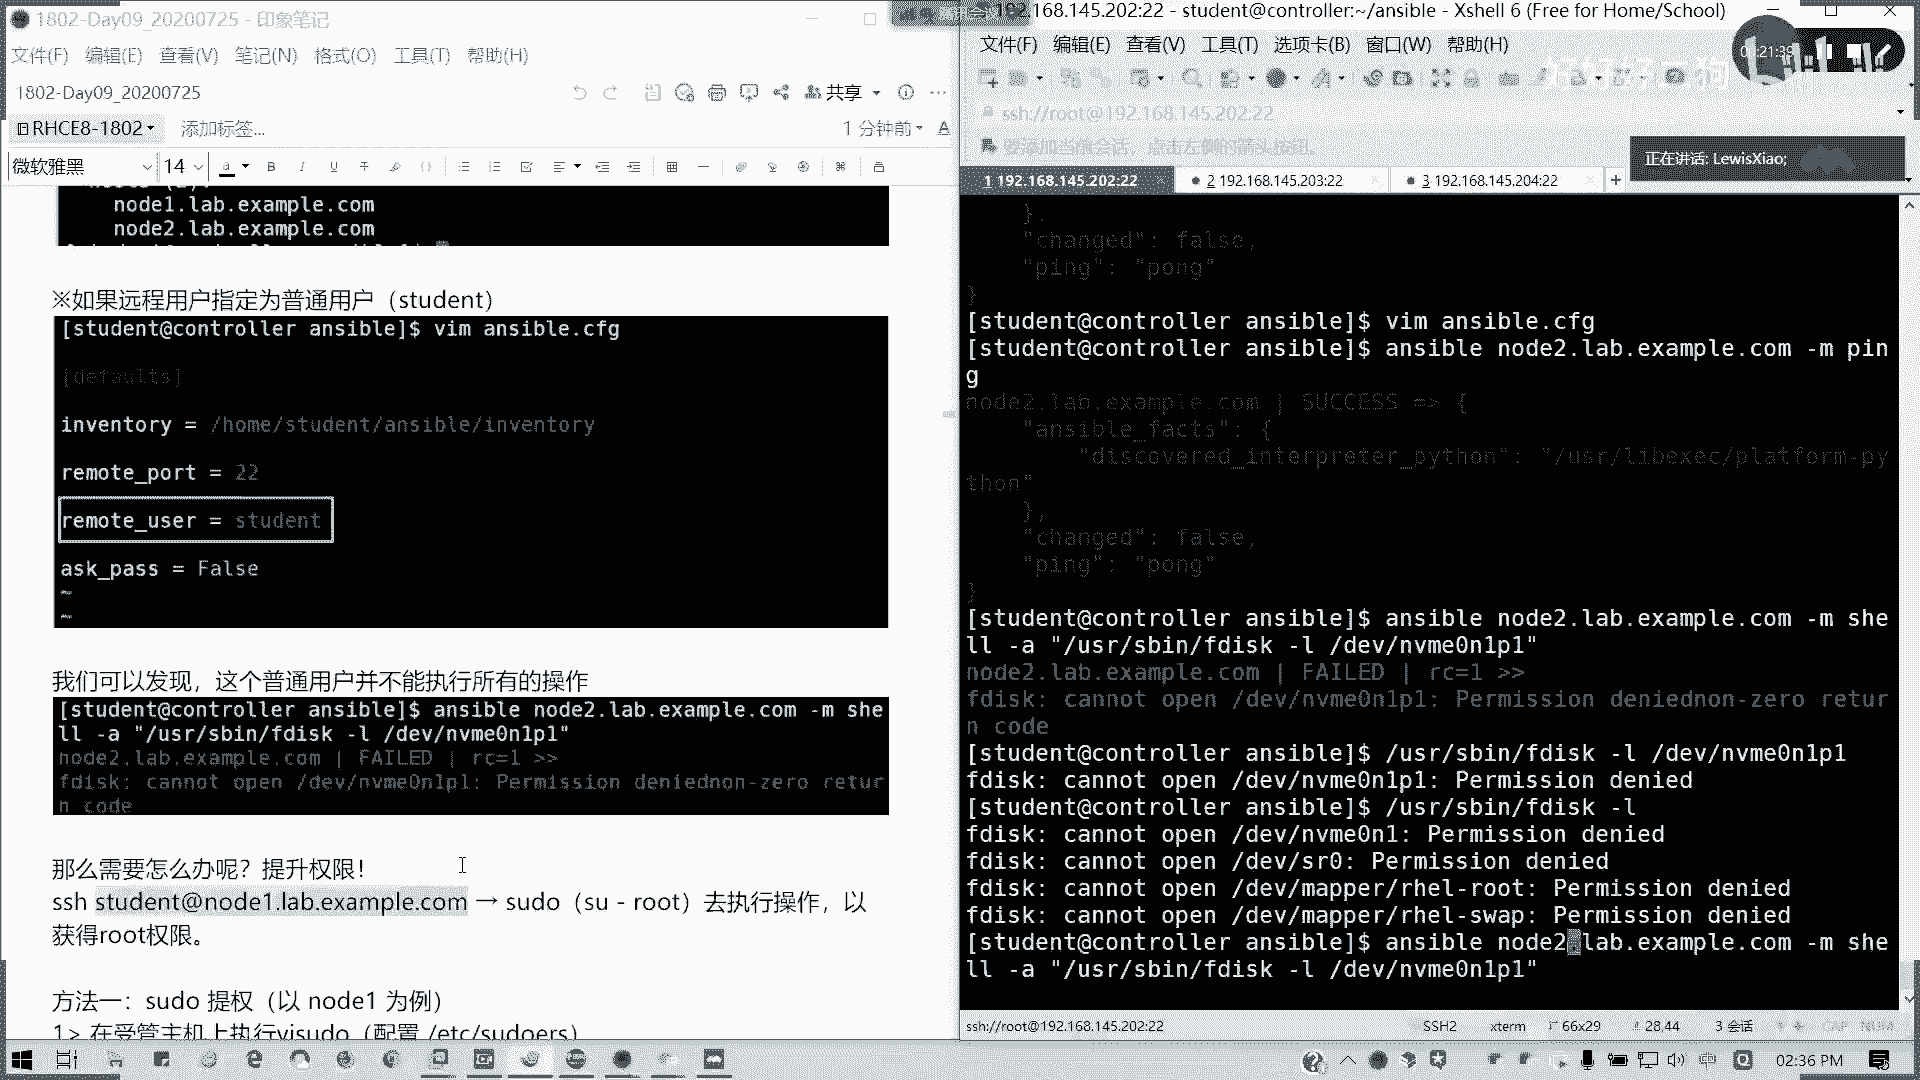 1802-Day09_20200725 - 印象笔记
文件(F) 编辑(E) 查看(V) 笔记(N) 格式(O) 工具(T) 帮助(H)
1802-Day09_20200725
共享
RHCE8-1802
添加标签...
1 分钟前
微软雅黑 14
node1.lab.example.com
node2.lab.example.com
※如果远程用户指定为普通用户（student）
[student@controller ansible]$ vim ansible.cfg
[defaults]
inventory = /home/student/ansible/inventory
remote_port = 22
remote_user = student
ask_pass = False
~
~
我们可以发现，这个普通用户并不能执行所有的操作
[student@controller ansible]$ ansible node2.lab.example.com -m she
ll -a "/usr/sbin/fdisk -l /dev/nvme0n1p1"
node2.lab.example.com | FAILED | rc=1 >>
fdisk: cannot open /dev/nvme0n1p1: Permission deniednon-zero retur
n code
那么需要怎么办呢？提升权限！
ssh student@node1.lab.example.com → sudo（su - root）去执行操作，以
获得root权限。
方法一：sudo 提权（以 node1 为例）
1> 在受管主机上执行visudo（配置 /etc/sudoers）
192.168.145.202:22 - student@controller:~/ansible - Xshell 6 (Free for Home/School)
文件(F) 编辑(E) 查看(V) 工具(T) 选项卡(B) 窗口(W) 帮助(H)
ssh://root@192.168.145.202:22
要添加当前会话，点击左侧的箭头按钮。
正在讲话: LewisXiao;
1 192.168.145.202:22
2 192.168.145.203:22
3 192.168.145.204:22
},
"changed": false,
"ping": "pong"
}
[student@controller ansible]$ vim ansible.cfg
[student@controller ansible]$ ansible node2.lab.example.com -m pin
g
node2.lab.example.com | SUCCESS => {
"ansible_facts": {
"discovered_interpreter_python": "/usr/libexec/platform-py
thon"
},
"changed": false,
"ping": "pong"
}
[student@controller ansible]$ ansible node2.lab.example.com -m she
ll -a "/usr/sbin/fdisk -l /dev/nvme0n1p1"
node2.lab.example.com | FAILED | rc=1 >>
fdisk: cannot open /dev/nvme0n1p1: Permission deniednon-zero retur
n code
[student@controller ansible]$ /usr/sbin/fdisk -l /dev/nvme0n1p1
fdisk: cannot open /dev/nvme0n1p1: Permission denied
[student@controller ansible]$ /usr/sbin/fdisk -l
fdisk: cannot open /dev/nvme0n1: Permission denied
fdisk: cannot open /dev/sr0: Permission denied
fdisk: cannot open /dev/mapper/rhel-root: Permission denied
fdisk: cannot open /dev/mapper/rhel-swap: Permission denied
[student@controller ansible]$ ansible node2.lab.example.com -m she
ll -a "/usr/sbin/fdisk -l /dev/nvme0n1p1"
ssh://root@192.168.145.202:22 SSH2 xterm 66x29 28,44 3 会话 CAP NUM
02:36 PM